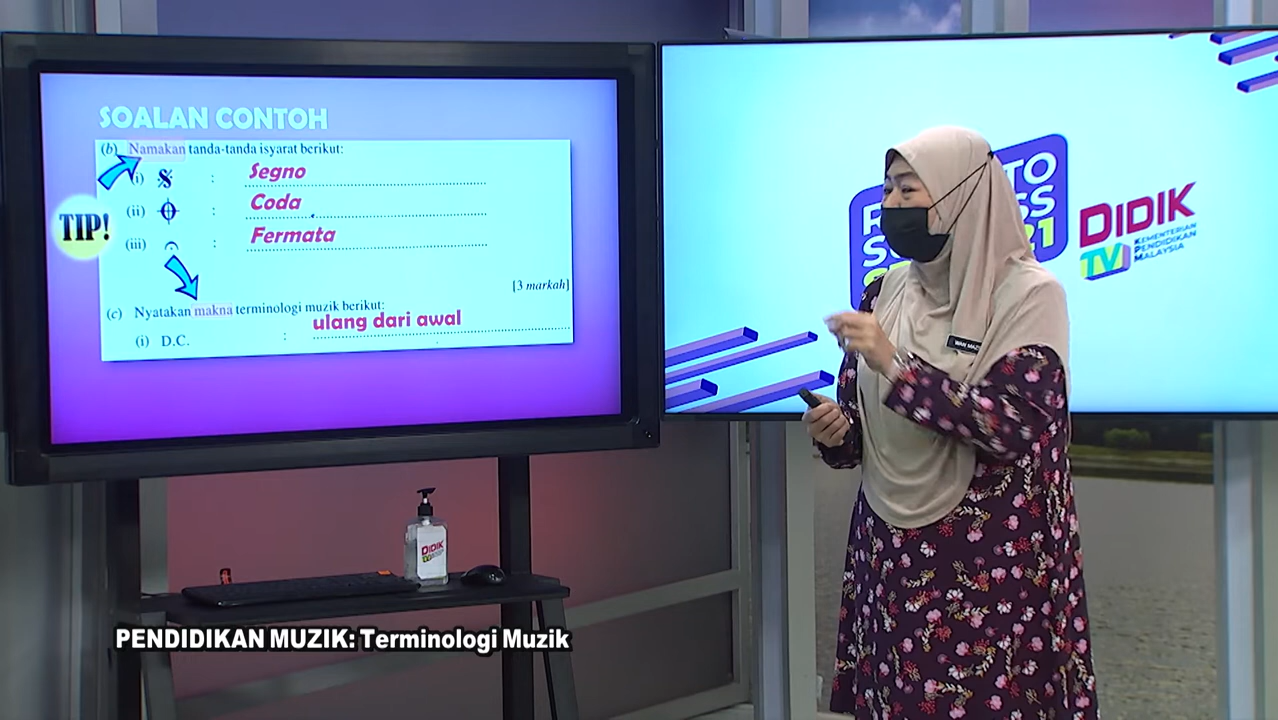 SOALAN CONTOH
(b) Namakan tanda-tanda isyarat berikut:
(i) : Segno
(ii) : Coda
(iii) : Fermata
TIP!
[3 markah]
(c) Nyatakan makna terminologi muzik berikut:
(i) D.C. : ulang dari awal
DIDIK
TV
KEMENTERIAN
PENDIDIKAN
MALAYSIA
DIDIK
TV
PENDIDIKAN MUZIK: Terminologi Muzik